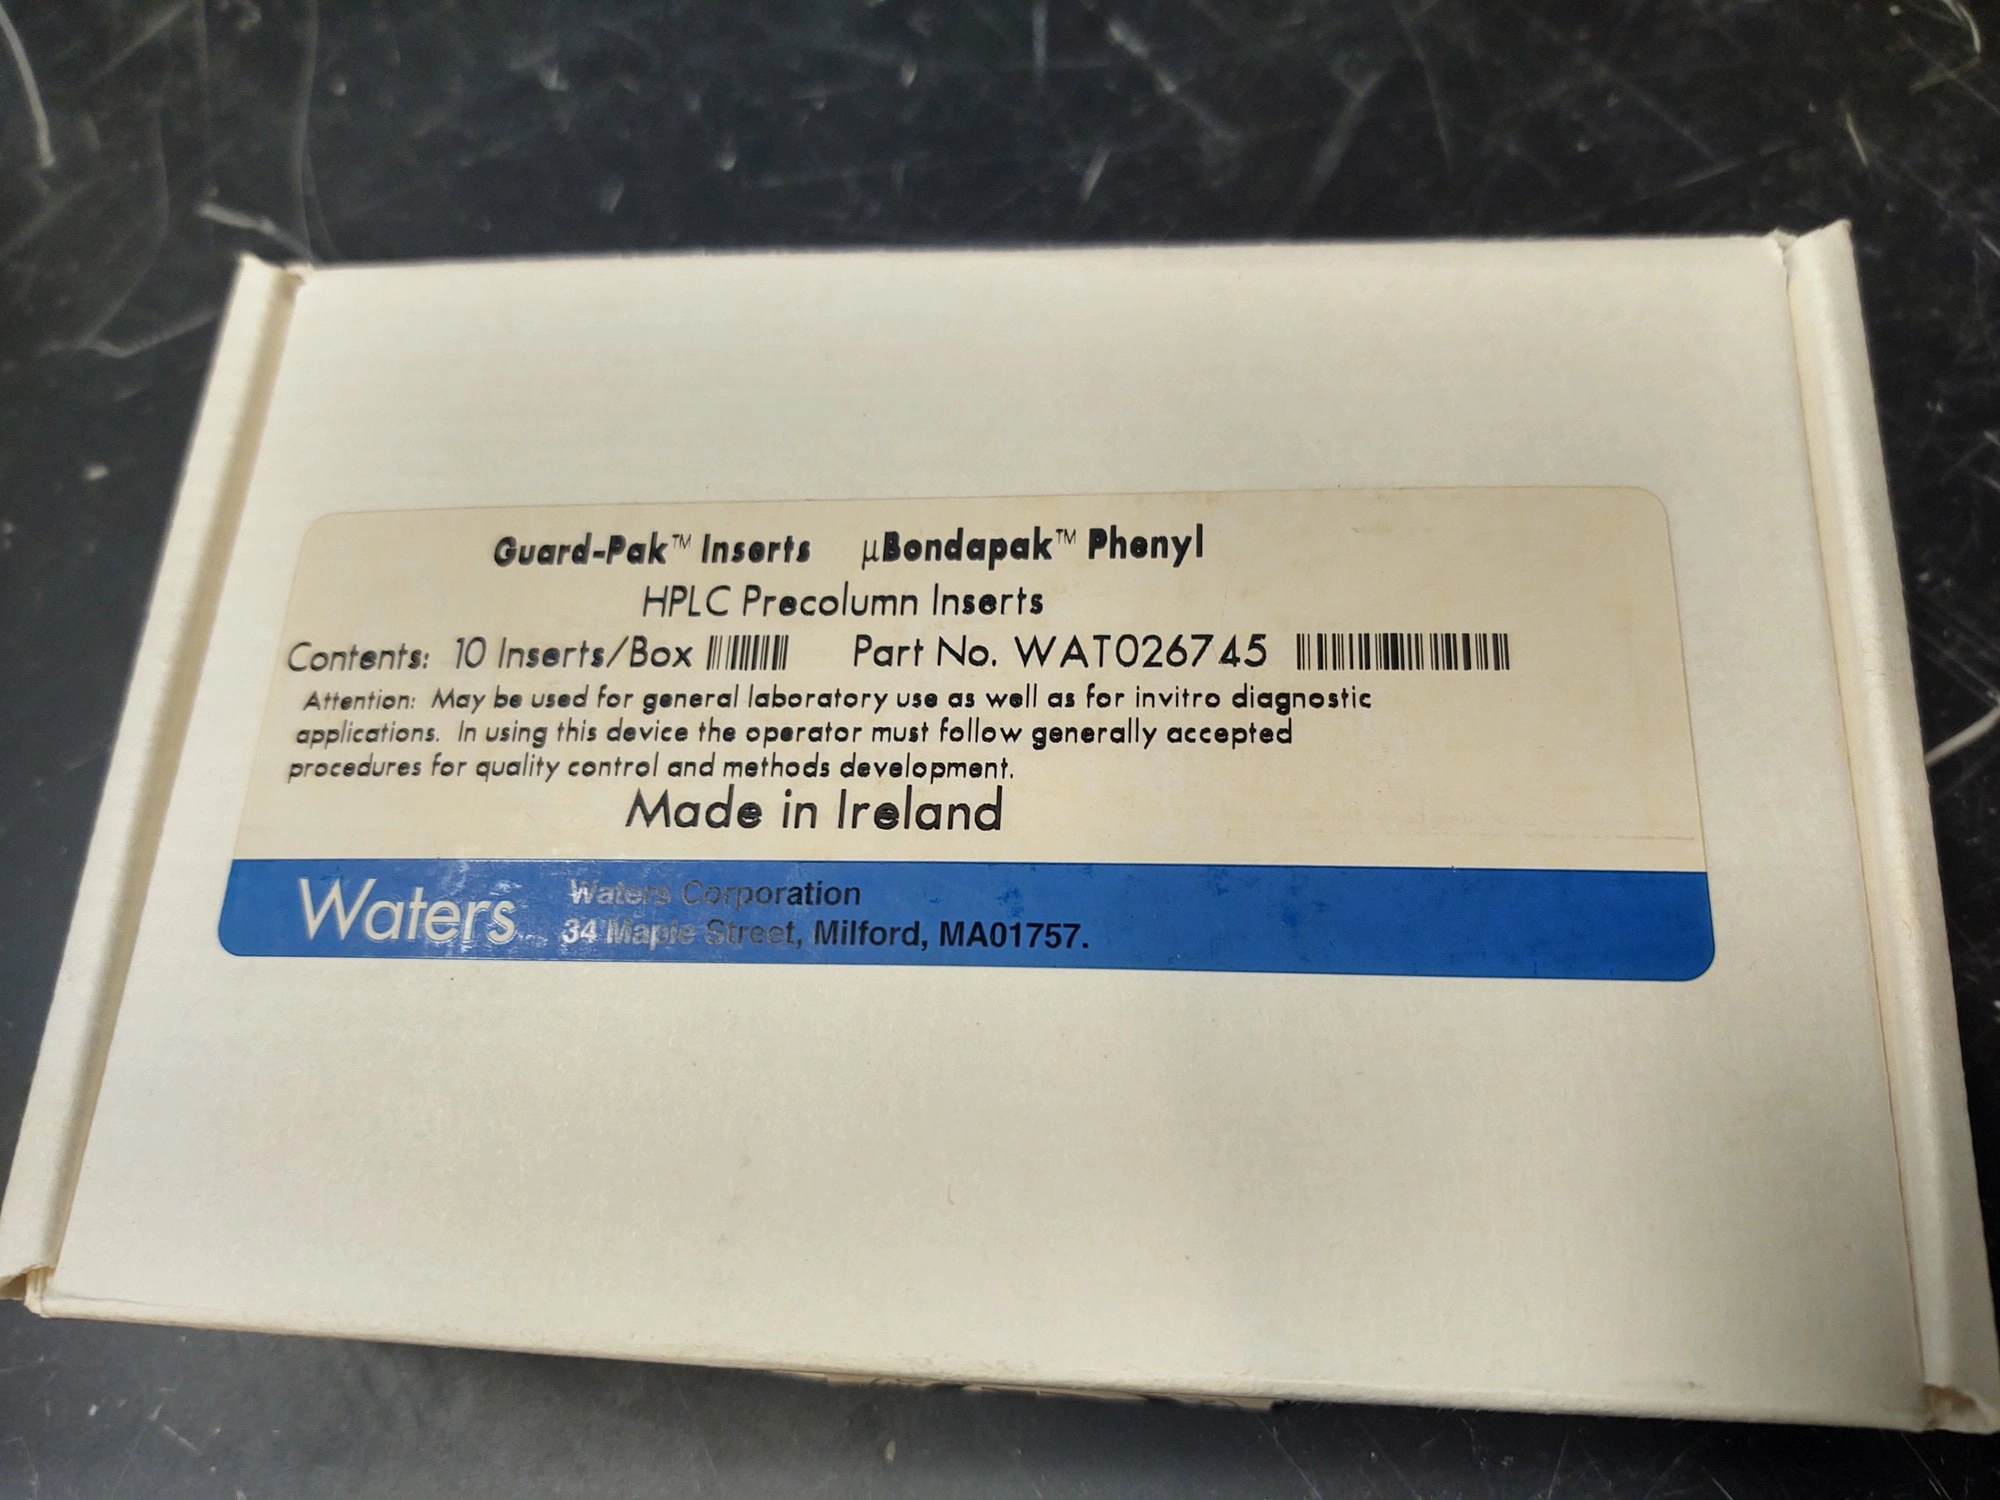 Guard-Pak™ Inserts μBondapak™ Phenyl
HPLC Precolumn Inserts
Contents: 10 Inserts/Box Part No. WAT026745
Attention: May be used for general laboratory use as well as for invitro diagnostic
applications. In using this device the operator must follow generally accepted
procedures for quality control and methods development.
Made in Ireland
Waters Waters Corporation
34 Maple Street, Milford, MA01757.